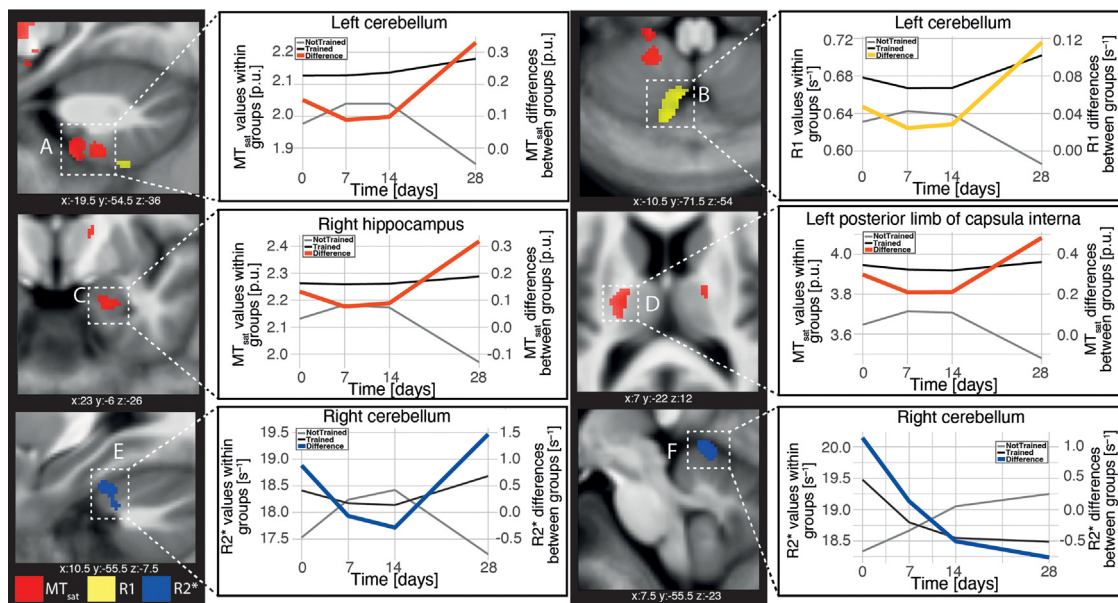 Left cerebellum
NotTrained
Trained
Difference
MTsat values within groups [p.u.]
2.2
2.1
2.0
1.9
0.3
0.2
0.1
0.0
MTsat differences between groups [p.u.]
0 7 14 28
Time [days]
A
x:-19.5 y:-54.5 z:-36
Left cerebellum
NotTrained
Trained
Difference
R1 values within groups [s⁻¹]
0.72
0.68
0.64
0.60
0.12
0.08
0.04
0.00
R1 differences between groups [s⁻¹]
0 7 14 28
Time [days]
B
x:-10.5 y:-71.5 z:-54
Right hippocampus
NotTrained
Trained
Difference
MTsat values within groups [p.u.]
2.4
2.3
2.2
2.1
2.0
0.3
0.2
0.1
0.0
-0.1
MTsat differences between groups [p.u.]
0 7 14 28
Time [days]
C
x:23 y:-6 z:-26
Left posterior limb of capsula interna
NotTrained
Trained
Difference
MTsat values within groups [p.u.]
4.0
3.8
3.6
0.4
0.2
0.0
MTsat differences between groups [p.u.]
0 7 14 28
Time [days]
D
x:7 y:-22 z:12
Right cerebellum
NotTrained
Trained
Difference
R2* values within groups [s⁻¹]
19.5
19.0
18.5
18.0
17.5
1.5
1.0
0.5
0.0
-0.5
R2* differences between groups [s⁻¹]
0 7 14 28
Time [days]
E
x:10.5 y:-55.5 z:-7.5
MTsat R1 R2*
Right cerebellum
NotTrained
Trained
Difference
R2* values within groups [s⁻¹]
20.0
19.5
19.0
18.5
1.0
0.5
0.0
-0.5
R2* differences between groups [s⁻¹]
0 7 14 28
Time [days]
F
x:7.5 y:-55.5 z:-23